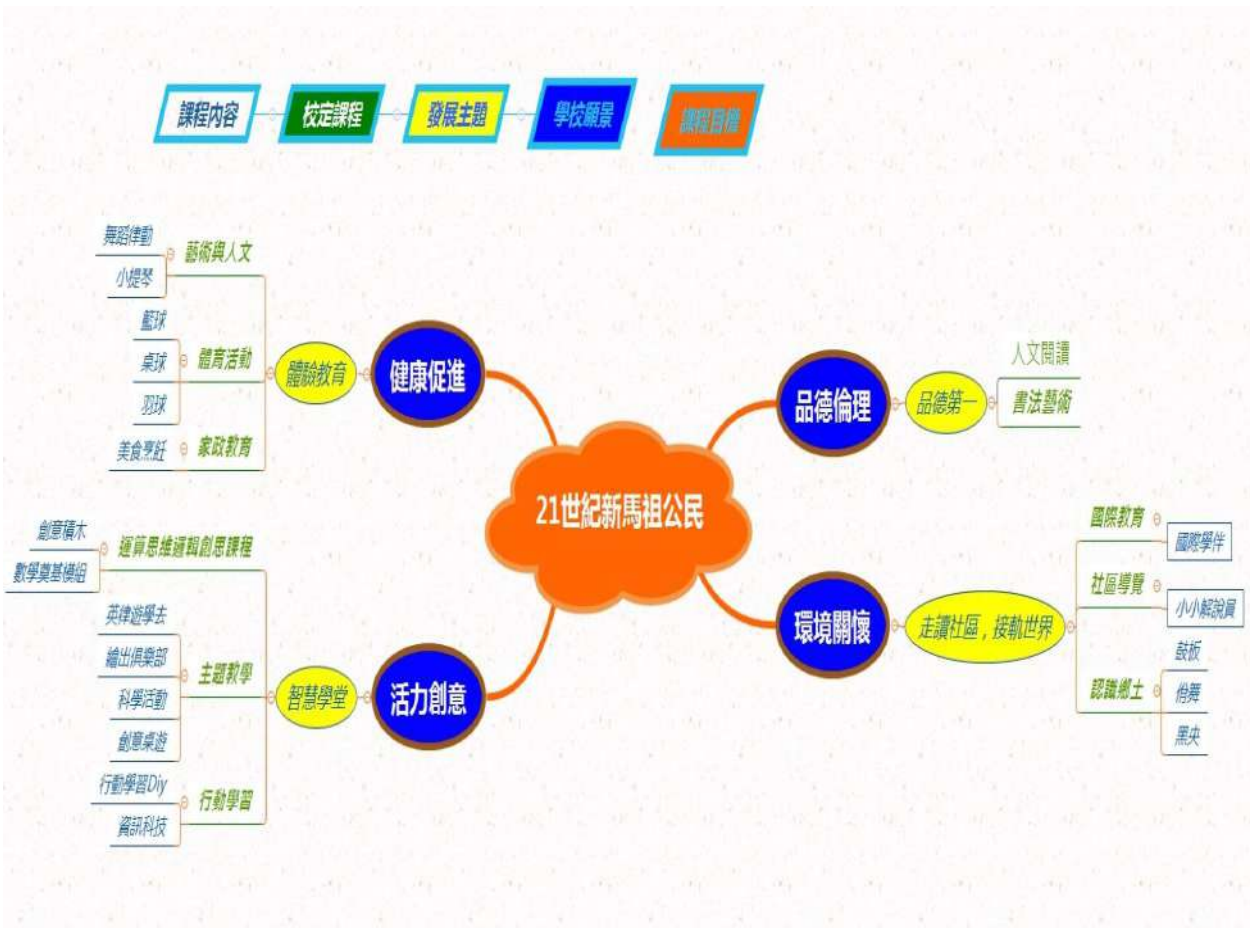 課程內容
校定課程
發展主題
學校願景
課程目標
21世紀新馬祖公民
健康促進
體驗教育
藝術與人文
舞蹈律動
小提琴
體育活動
籃球
桌球
羽球
家政教育
美食烹飪
活力創意
智慧學堂
運算思維邏輯創思課程
創意積木
數學奠基模組
主題教學
英律遊學去
繪出俱樂部
科學活動
創意桌遊
行動學習
行動學習Diy
資訊科技
品德倫理
品德第一
人文閱讀
書法藝術
環境關懷
走讀社區，接軌世界
國際教育
國際學伴
社區導覽
小小解說員
認識鄉土
鼓板
佾舞
黑夬